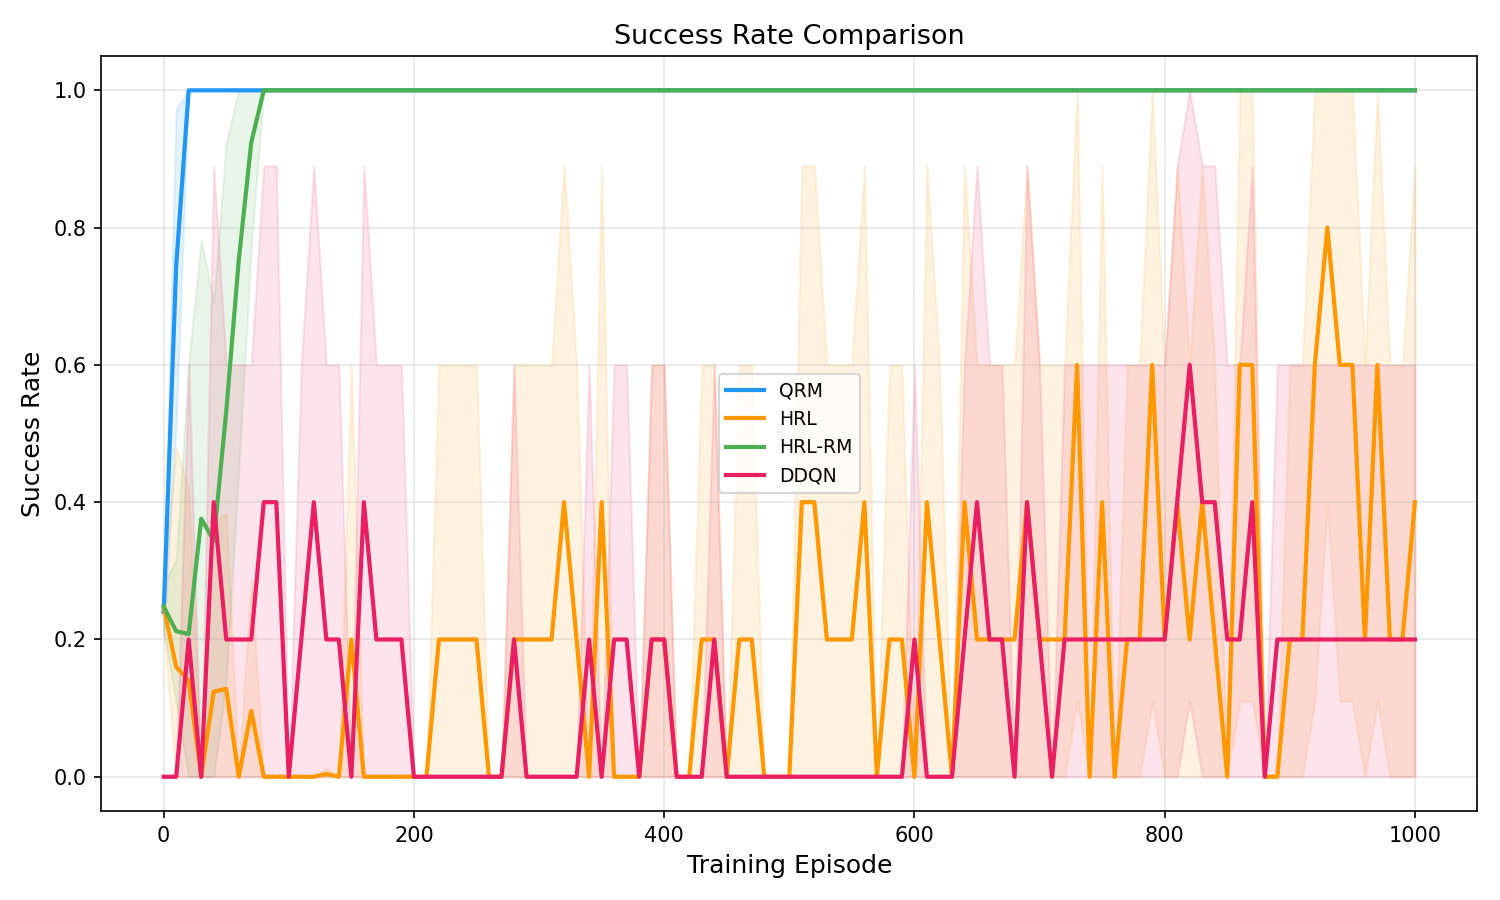 Success Rate Comparison
Success Rate
1.0
0.8
0.6
0.4
0.2
0.0
QRM
HRL
HRL-RM
DDQN
0 200 400 600 800 1000
Training Episode